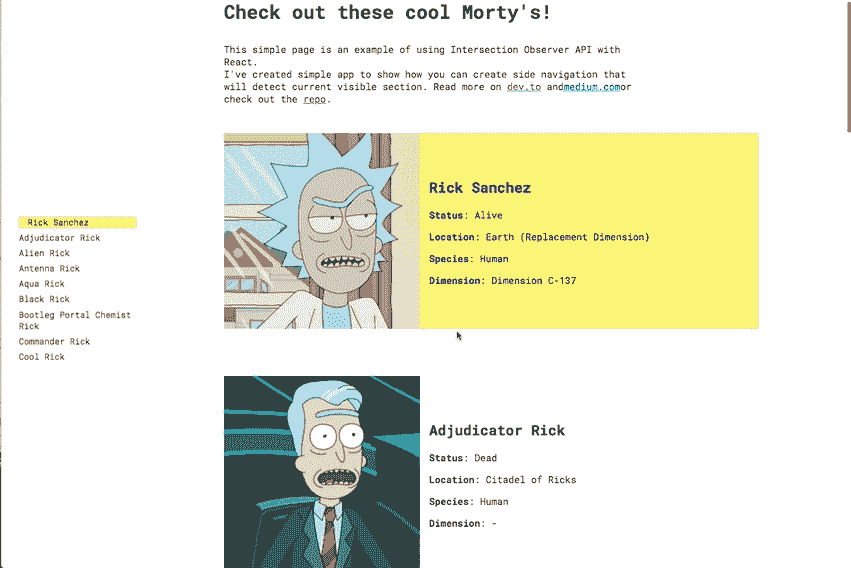 Check out these cool Morty's!
This simple page is an example of using Intersection Observer API with
React.
I've created simple app to show how you can create side navigation that
will detect current visible section. Read more on dev.to andmedium.comor
check out the repo.
Rick Sanchez
Adjudicator Rick
Alien Rick
Antenna Rick
Aqua Rick
Black Rick
Bootleg Portal Chemist
Rick
Commander Rick
Cool Rick
Rick Sanchez
Status: Alive
Location: Earth (Replacement Dimension)
Species: Human
Dimension: Dimension C-137
Adjudicator Rick
Status: Dead
Location: Citadel of Ricks
Species: Human
Dimension: -